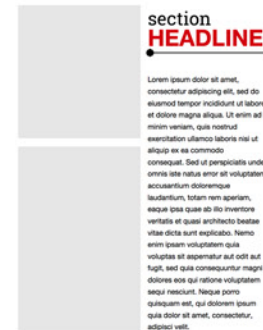 section
HEADLINE
Lorem ipsum dolor sit amet,
consectetur adipiscing elit, sed do
eiusmod tempor incididunt ut labore
et dolore magna aliqua. Ut enim ad
minim veniam, quis nostrud
exercitation ullamco laboris nisi ut
aliquip ex ea commodo
consequat. Sed ut perspiciatis unde
omnis iste natus error sit voluptatem
accusantium doloremque
laudantium, totam rem aperiam,
eaque ipsa quae ab illo inventore
veritatis et quasi architecto beatae
vitae dicta sunt explicabo. Nemo
enim ipsam voluptatem quia
voluptas sit aspernatur aut odit aut
fugit, sed quia consequuntur magni
dolores eos qui ratione voluptatem
sequi nesciunt. Neque porro
quisquam est, qui dolorem ipsum
quia dolor sit amet, consectetur,
adipisci velit.